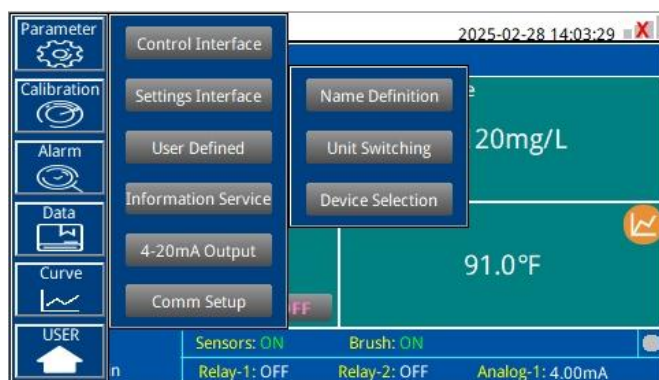 Parameter
Control Interface
2025-02-28 14:03:29
Calibration
Settings Interface
Name Definition
Alarm
User Defined
Unit Switching
20mg/L
Information Service
Device Selection
Data
4-20mA Output
91.0°F
Curve
Comm Setup
FF
USER
Sensors: ON Brush: ON
n Relay-1: OFF Relay-2: OFF Analog-1: 4.00mA